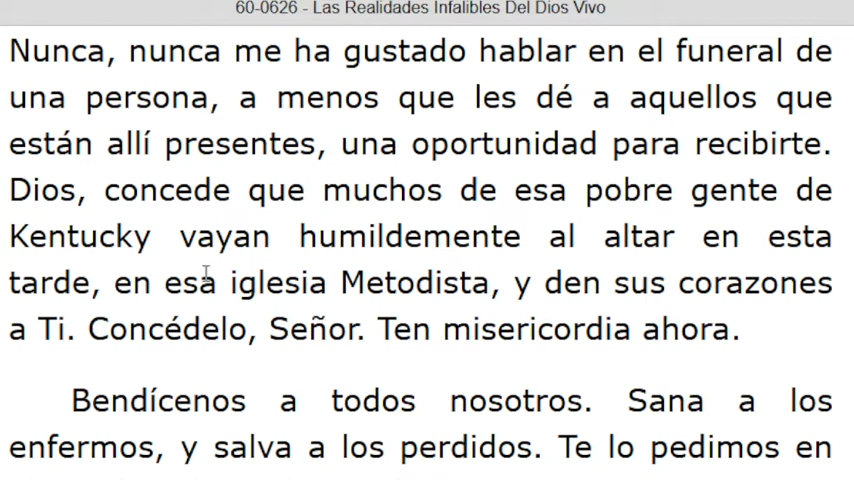 60-0626 - Las Realidades Infalibles Del Dios Vivo
Nunca, nunca me ha gustado hablar en el funeral de
una persona, a menos que les dé a aquellos que
están allí presentes, una oportunidad para recibirte.
Dios, concede que muchos de esa pobre gente de
Kentucky vayan humildemente al altar en esta
tarde, en esa iglesia Metodista, y den sus corazones
a Ti. Concédelo, Señor. Ten misericordia ahora.
Bendícenos a todos nosotros. Sana a los
enfermos, y salva a los perdidos. Te lo pedimos en